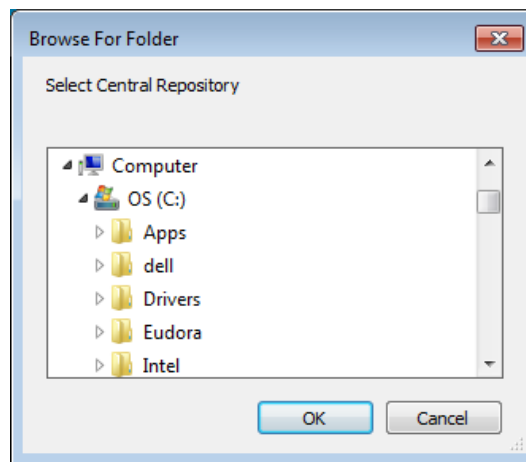 Browse For Folder
Select Central Repository
Computer
OS (C:)
Apps
dell
Drivers
Eudora
Intel
OK
Cancel